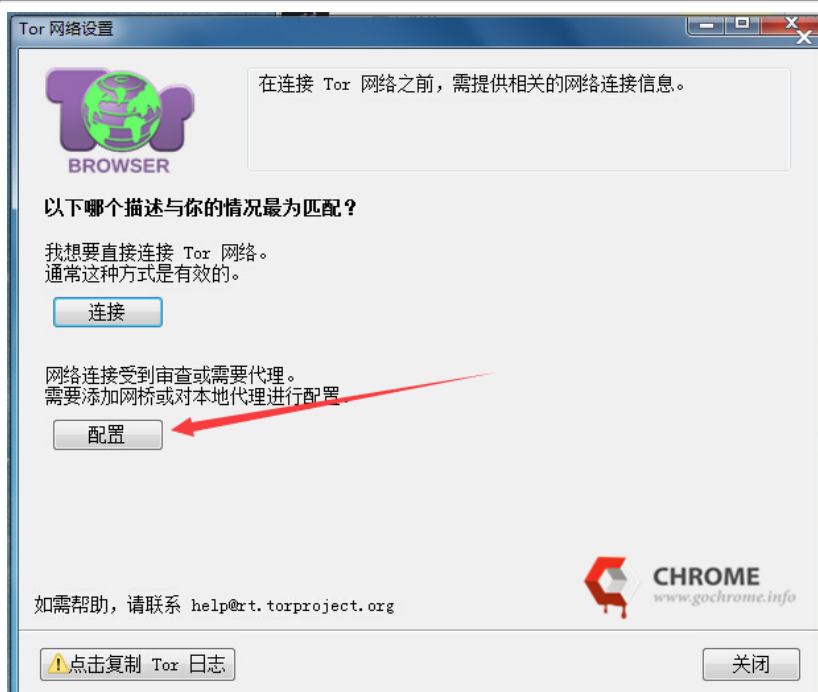 Tor 网络设置
Tor
BROWSER
在连接 Tor 网络之前，需提供相关的网络连接信息。
以下哪个描述与你的情况最为匹配？
我想要直接连接 Tor 网络。
通常这种方式是有效的。
连接
网络连接受到审查或需要代理。
需要添加网桥或对本地代理进行配置。
配置
CHROME
www.gochrome.info
如需帮助，请联系 help@rt.torproject.org
点击复制 Tor 日志
关闭